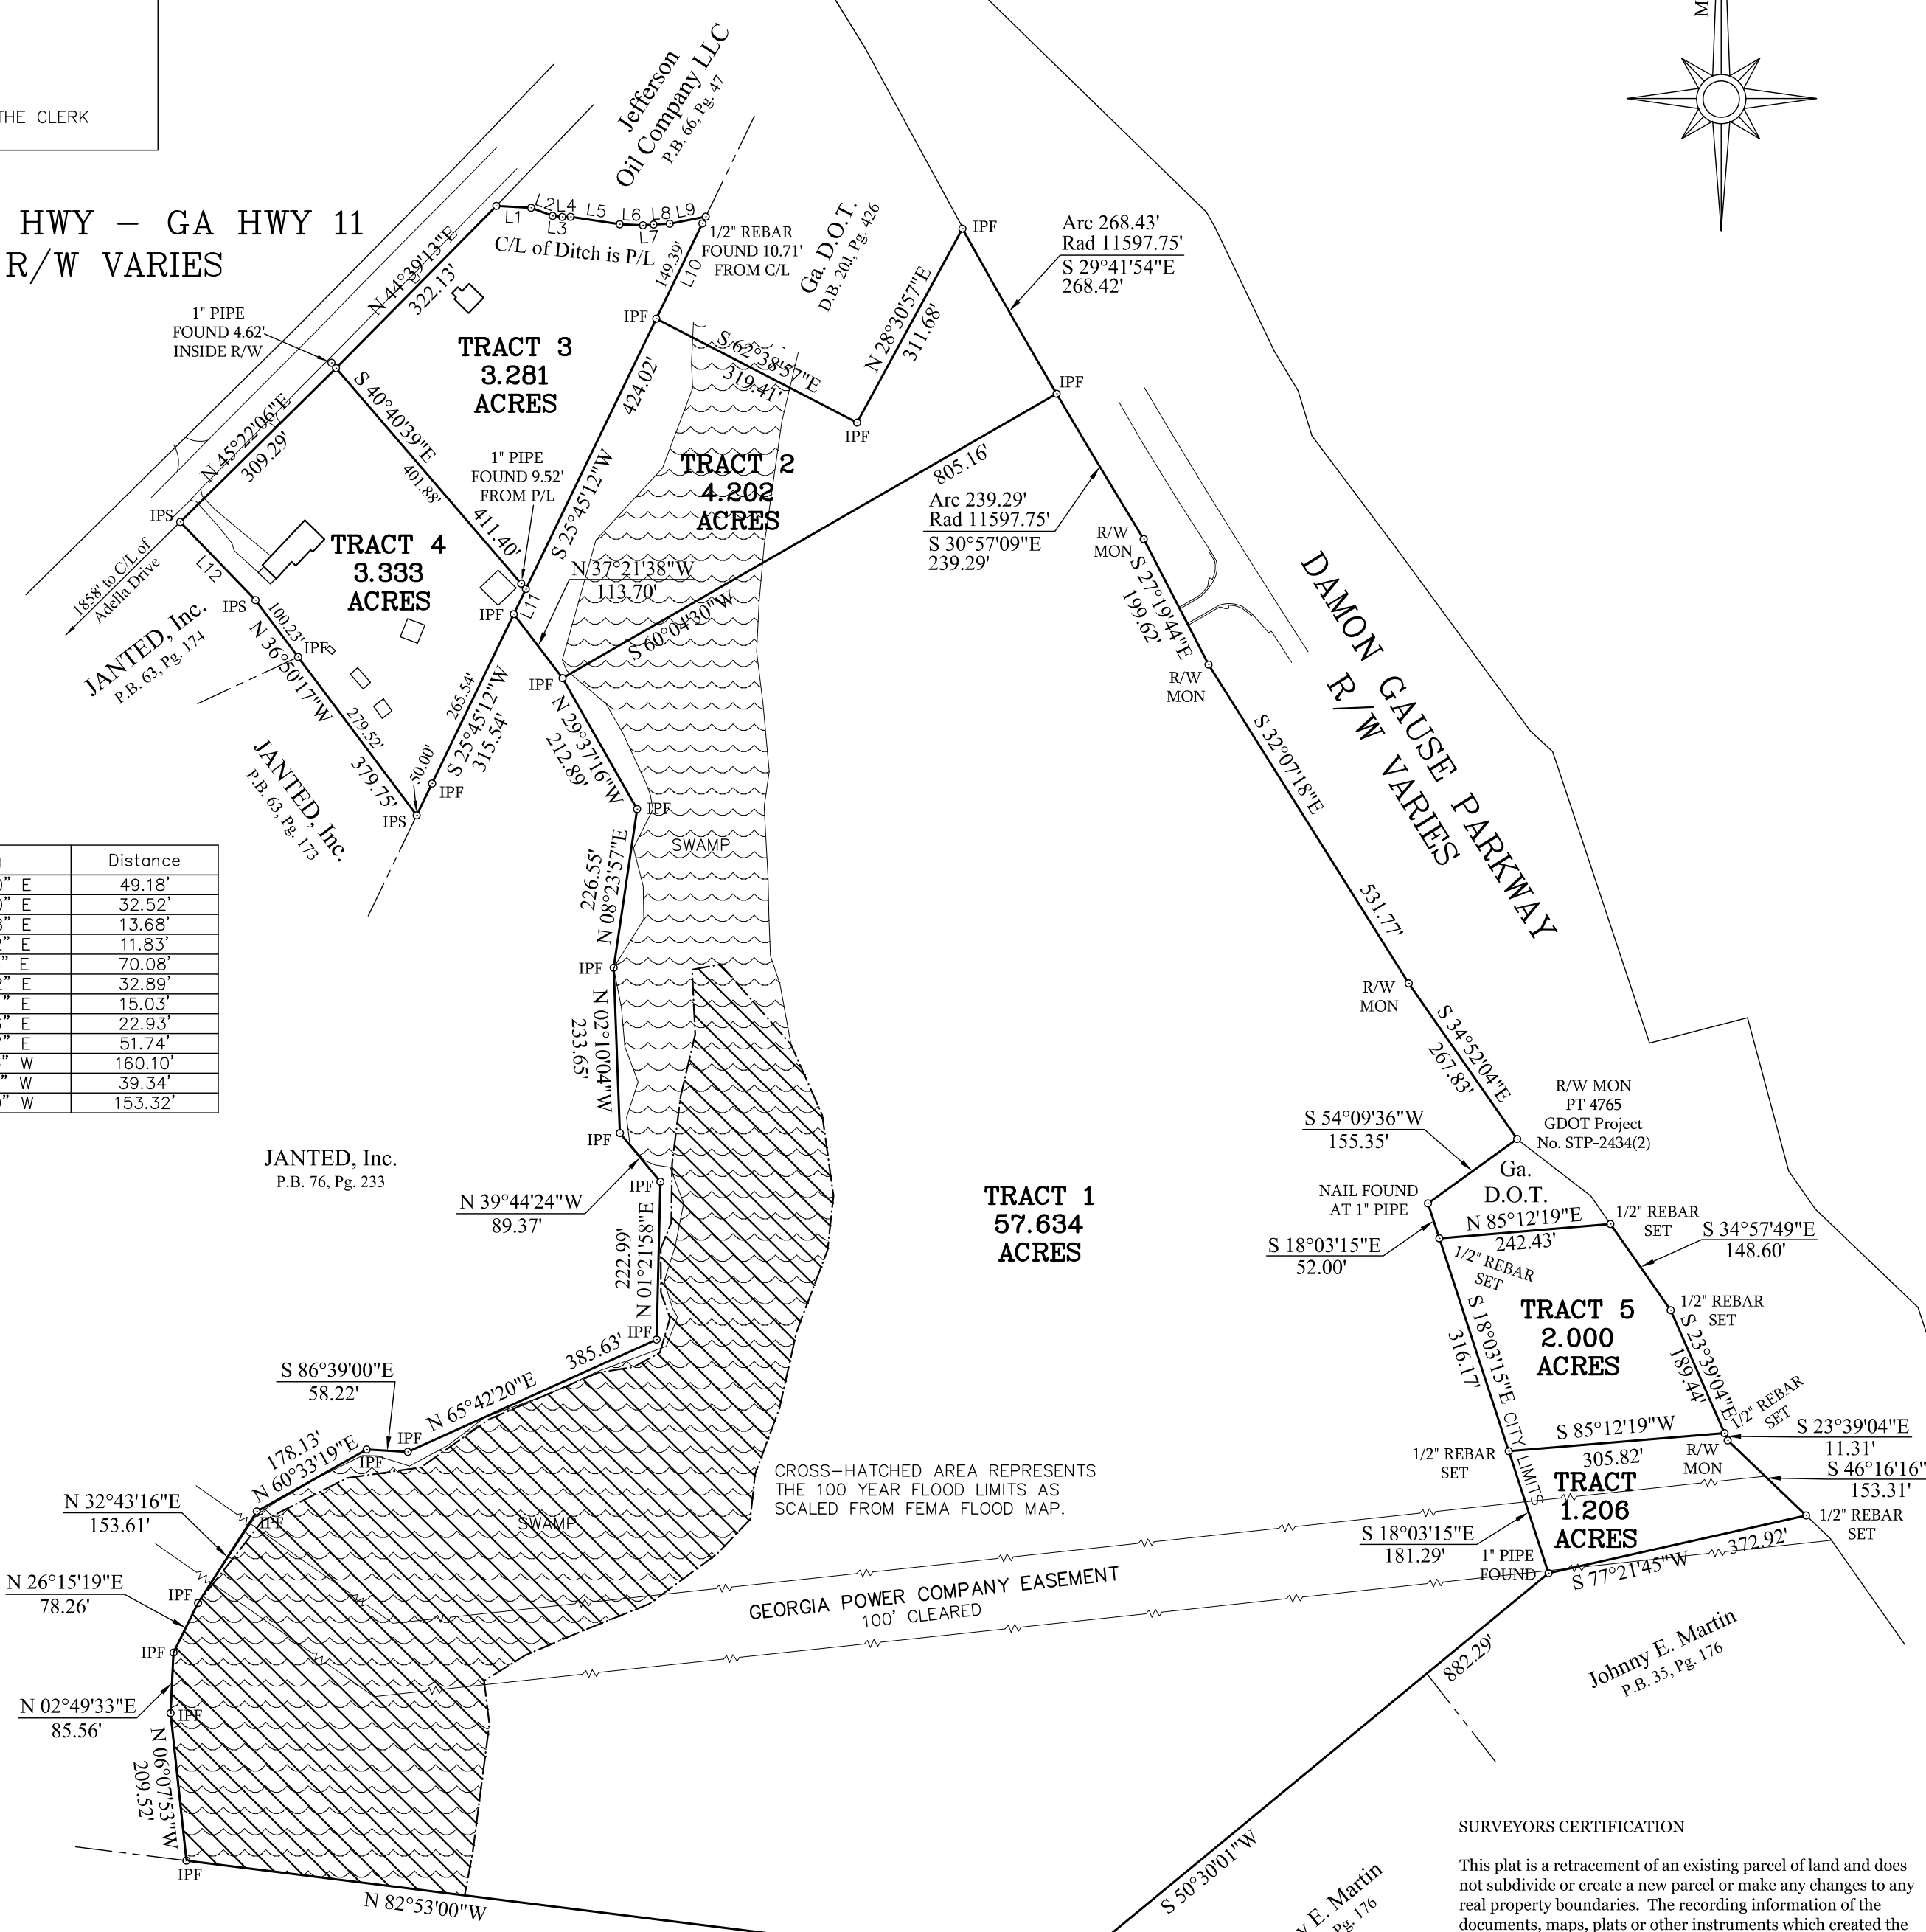 THE CLERK
M
HWY – GA HWY 11
R/W VARIES
Jefferson
Oil Company LLC
P.B. 66, Pg. 47
L1
L2
L3
L4
L5
L6
L7
L8
L9
C/L of Ditch is P/L
1/2" REBAR
FOUND 10.71'
FROM C/L
149.39'
L10
Ga. D.O.T.
D.B. 20J, Pg. 426
IPF
N 28°30'57"E
311.68'
Arc 268.43'
Rad 11597.75'
S 29°41'54"E
268.42'
N 44°39'13"E
322.13'
1" PIPE
FOUND 4.62'
INSIDE R/W
TRACT 3
3.281
ACRES
IPF
S 62°38'57"E
319.41'
IPF
IPF
424.02'
S 25°45'12"W
S 40°40'39"E
401.88'
411.40'
1" PIPE
FOUND 9.52'
FROM P/L
N 45°22'06"E
309.29'
IPS
TRACT 2
4.202
ACRES
805.16'
S 60°04'30"W
Arc 239.29'
Rad 11597.75'
S 30°57'09"E
239.29'
R/W
MON
TRACT 4
3.333
ACRES
N 37°21'38"W
113.70'
L11
IPF
L12
1858' to C/L of
Adella Drive
IPS
JANTED, Inc.
P.B. 63, Pg. 174
100.23'
IPF
N 36°50'17"W
279.52'
379.75'
JANTED, Inc.
P.B. 63, Pg. 173
265.54'
S 25°45'12"W
315.54'
50.00'
IPF
IPS
IPF
N 29°37'16"W
212.89'
IPF
S 27°19'44"E
199.62'
R/W
MON
DAMON GAUSE PARKWAY
R/W VARIES
S 32°07'18"E
531.77'
SWAMP
226.55'
N 08°23'57"E
IPF
Distance
" E 49.18'
" E 32.52'
" E 13.68'
" E 11.83'
" E 70.08'
" E 32.89'
" E 15.03'
" E 22.93'
" E 51.74'
" W 160.10'
" W 39.34'
" W 153.32'
R/W
MON
S 34°52'04"E
267.83'
N 02°10'04"W
233.65'
IPF
R/W MON
PT 4765
GDOT Project
No. STP-2434(2)
S 54°09'36"W
155.35'
JANTED, Inc.
P.B. 76, Pg. 233
N 39°44'24"W
89.37'
IPF
TRACT 1
57.634
ACRES
Ga.
D.O.T.
NAIL FOUND
AT 1" PIPE
N 85°12'19"E
242.43'
1/2" REBAR
SET
S 34°57'49"E
148.60'
S 18°03'15"E
52.00'
1/2" REBAR
SET
222.99'
N 01°21'58"E
IPF
TRACT 5
2.000
ACRES
1/2" REBAR
SET
S 18°03'15"E
316.17'
S 23°39'04"E
189.44'
385.63'
N 65°42'20"E
S 86°39'00"E
58.22'
IPF
IPF
1/2" REBAR
SET
S 85°12'19"W
305.82'
S 23°39'04"E
11.31'
R/W
MON
S 46°16'16"
153.31'
1/2" REBAR
SET
CITY LIMITS
178.13'
N 60°33'19"E
IPF
CROSS–HATCHED AREA REPRESENTS
THE 100 YEAR FLOOD LIMITS AS
SCALED FROM FEMA FLOOD MAP.
N 32°43'16"E
153.61'
SWAMP
TRACT
1.206
ACRES
S 18°03'15"E
181.29'
1/2" REBAR
SET
1" PIPE
FOUND
372.92'
S 77°21'45"W
N 26°15'19"E
78.26'
IPF
GEORGIA POWER COMPANY EASEMENT
100' CLEARED
IPF
Johnny E. Martin
P.B. 35, Pg. 176
882.29'
N 02°49'33"E
85.56'
IPF
N 06°07'53"W
209.52'
IPF
N 82°53'00"W
S 50°30'01"W
E. Martin
Pg. 176
SURVEYORS CERTIFICATION
This plat is a retracement of an existing parcel of land and does
not subdivide or create a new parcel or make any changes to any
real property boundaries. The recording information of the
documents, maps, plats or other instruments which created the